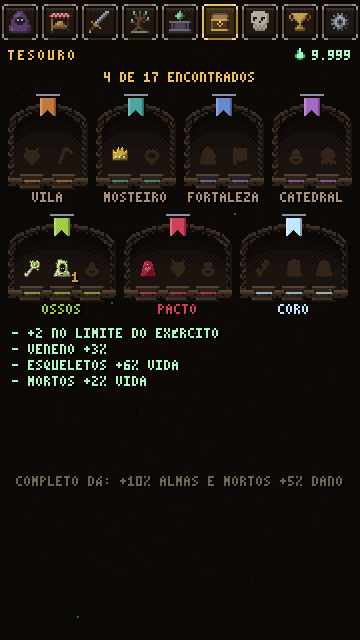 TESOURO
9.999
4 DE 17 ENCONTRADOS
VILA
MOSTEIRO
FORTALEZA
CATEDRAL
1
OSSOS
PACTO
CORO
- +2 NO LIMITE DO EXÉRCITO
- VENENO +3%
- ESQUELETOS +6% VIDA
- MORTOS +2% VIDA
COMPLETO DÁ: +10% ALMAS E MORTOS +5% DANO